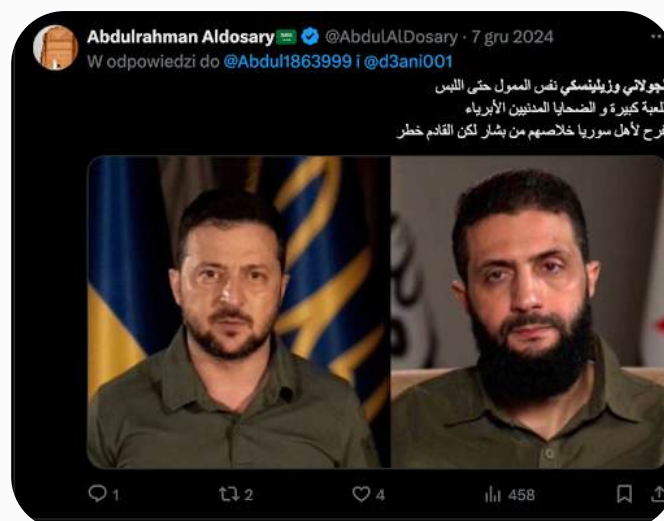 Abdulrahman Aldosary @AbdulAlDosary · 7 gru 2024
W odpowiedzi do @Abdul1863999 i @d3ani001
لجولاني وزيلينسكي نفس الممول حتى اللبس
لعبة كبيرة و الضحايا المدنيين الأبرياء
فرح لأهل سوريا خلاصهم من بشار لكن القادم خطر
1 2 4 458